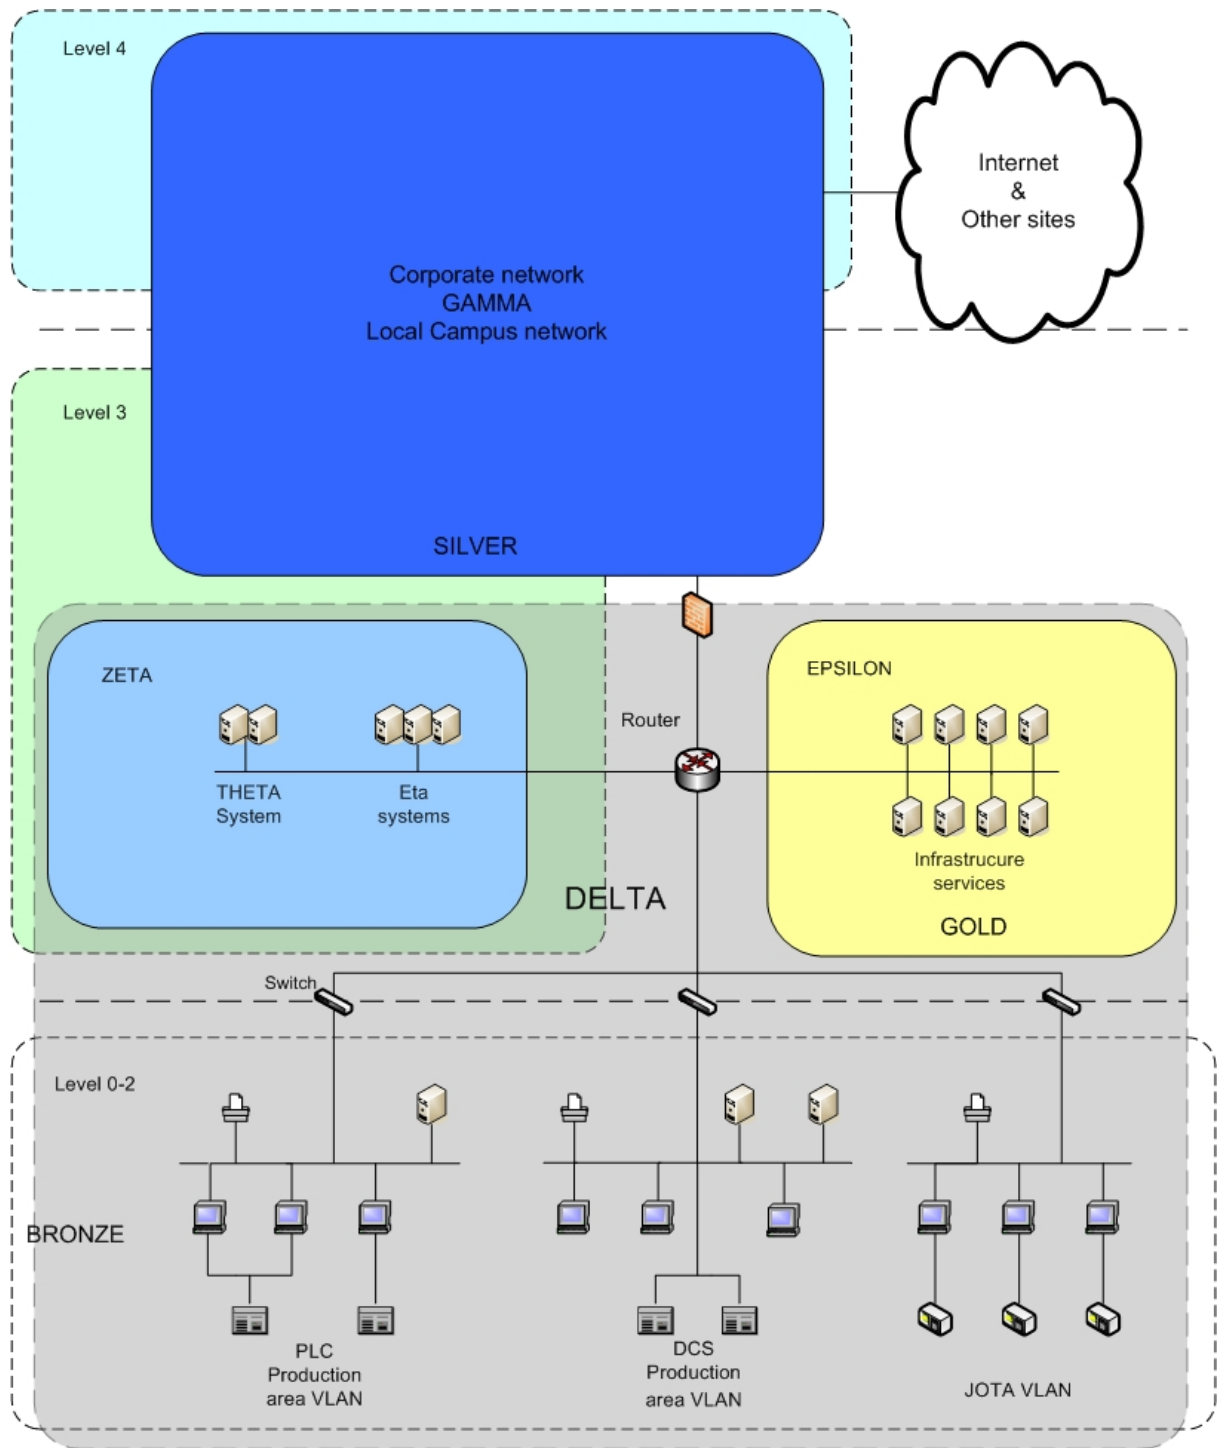 Level 4
Internet
&
Other sites
Corporate network
GAMMA
Local Campus network
Level 3
SILVER
ZETA
EPSILON
Router
THETA
System
Eta
systems
Infrastrucure
services
DELTA
GOLD
Switch
Level 0-2
BRONZE
PLC
Production
area VLAN
DCS
Production
area VLAN
JOTA VLAN